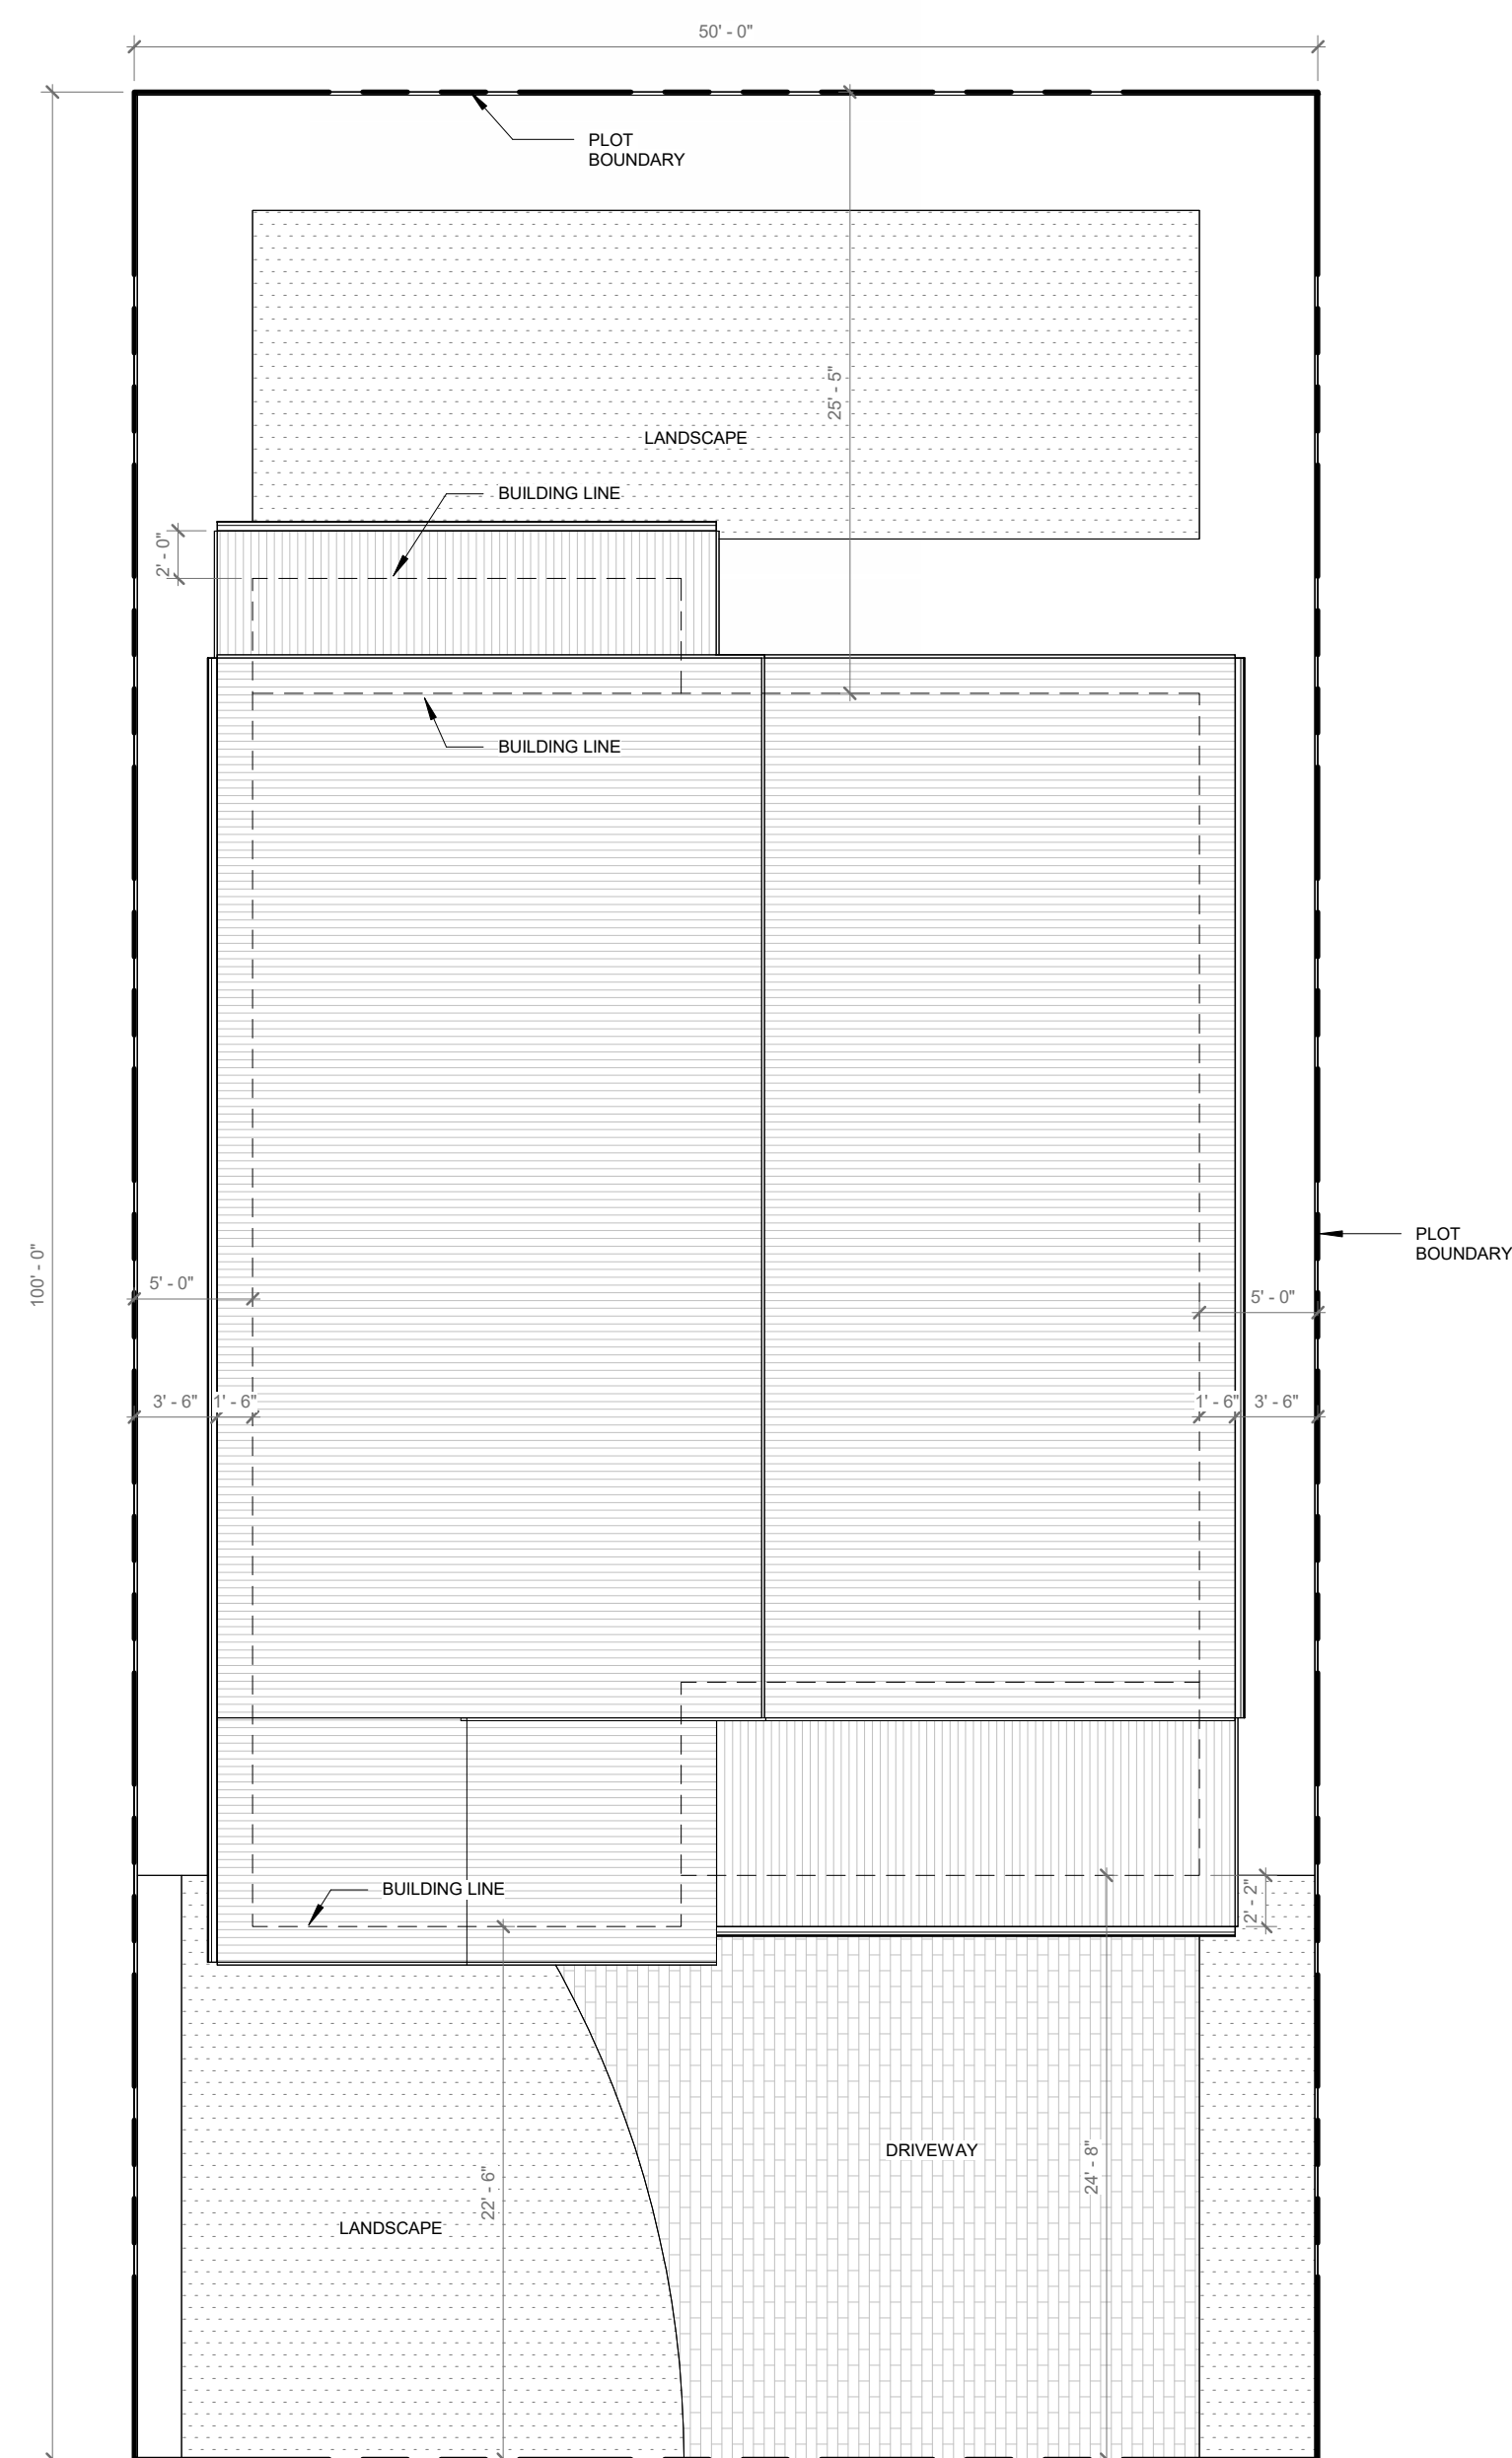 50' - 0"
PLOT
BOUNDARY
25' - 5"
LANDSCAPE
BUILDING LINE
2' - 0"
BUILDING LINE
100' - 0"
PLOT
BOUNDARY
5' - 0"
5' - 0"
3' - 6"
1' - 6"
1' - 6"
3' - 6"
BUILDING LINE
2' - 2"
DRIVEWAY
24' - 8"
22' - 6"
LANDSCAPE